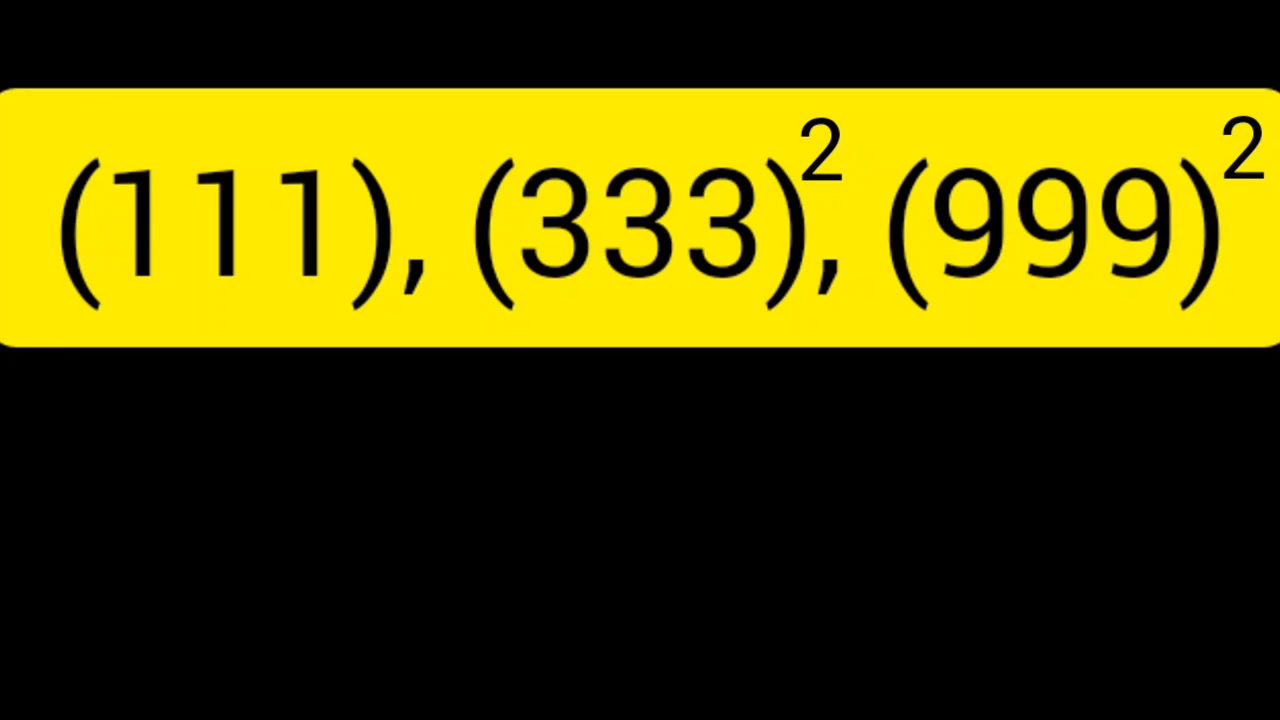 (111), (333)², (999)²